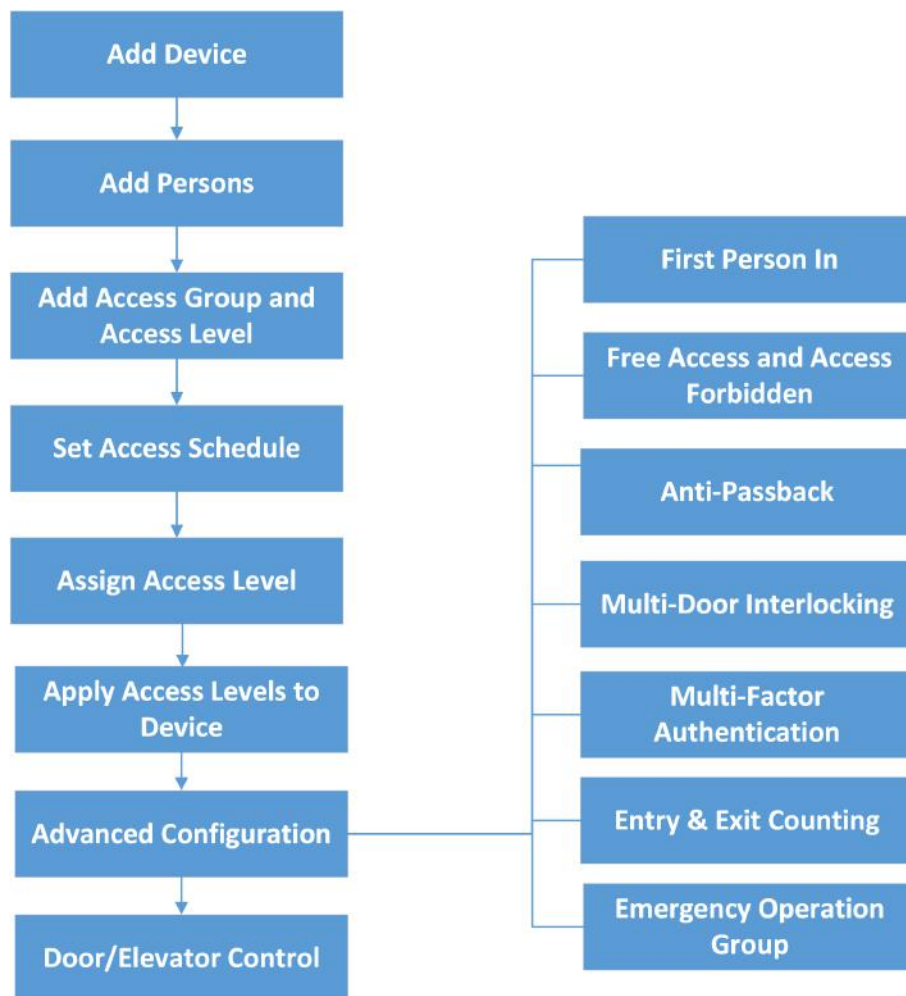 Add Device
Add Persons
Add Access Group and
Access Level
Set Access Schedule
Assign Access Level
Apply Access Levels to
Device
Advanced Configuration
Door/Elevator Control
First Person In
Free Access and Access
Forbidden
Anti-Passback
Multi-Door Interlocking
Multi-Factor
Authentication
Entry & Exit Counting
Emergency Operation
Group